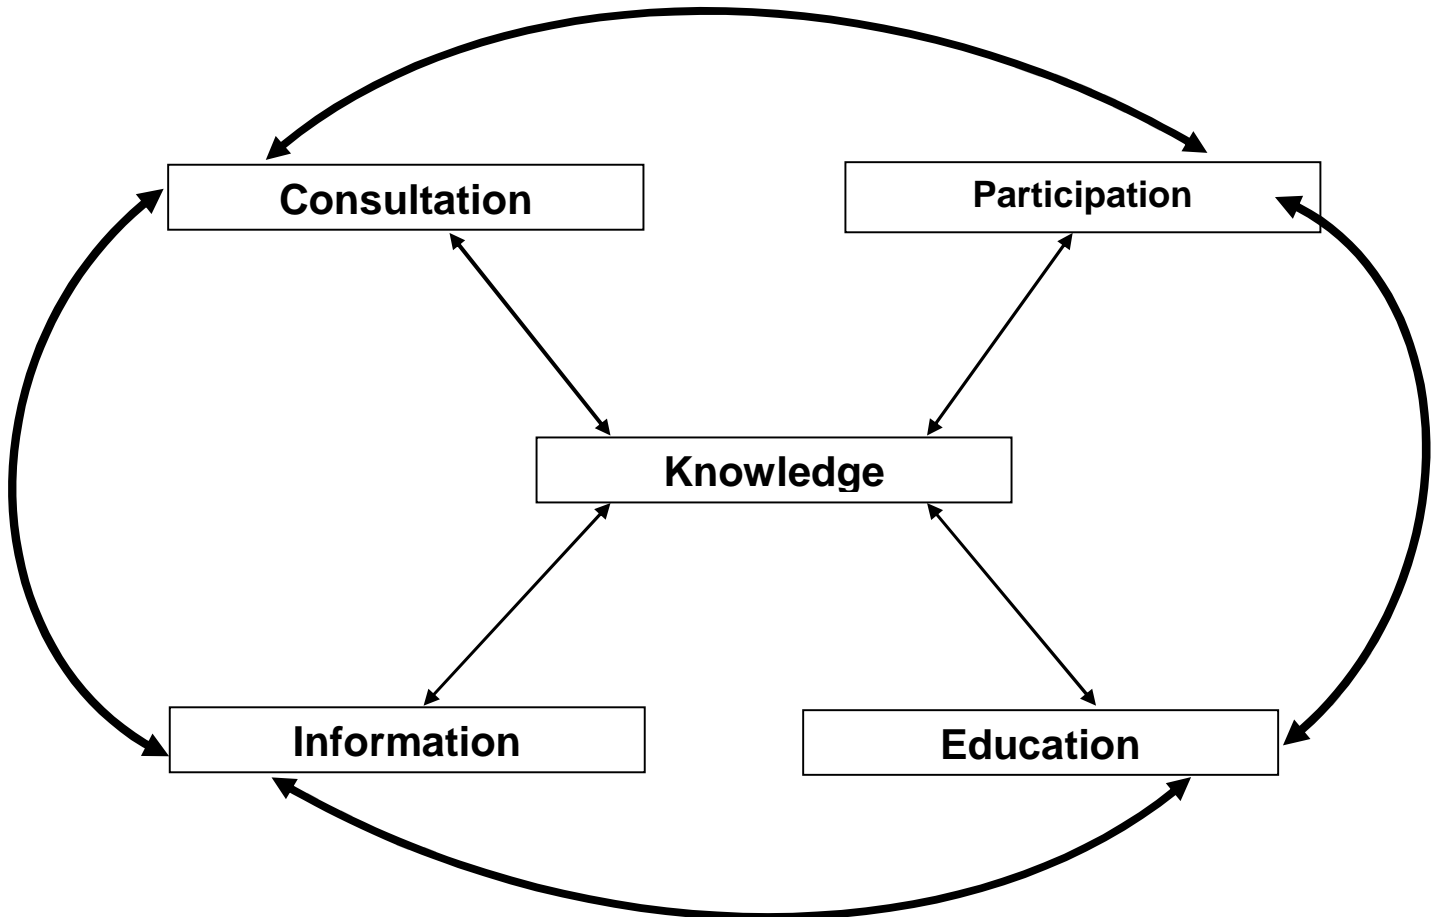 Consultation
Participation
Knowledge
Information
Education